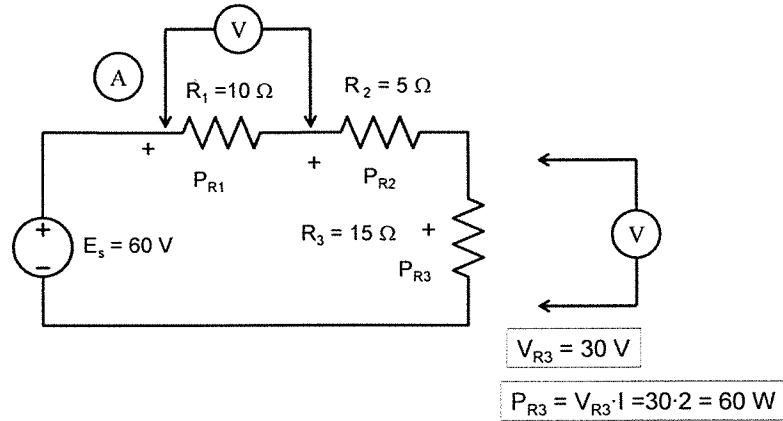 V
A
R1 =10 Ω
R2 = 5 Ω
+
+
PR1
PR2
+
−
Es = 60 V
R3 = 15 Ω
+
PR3
V
VR3 = 30 V
PR3 = VR3·I =30·2 = 60 W